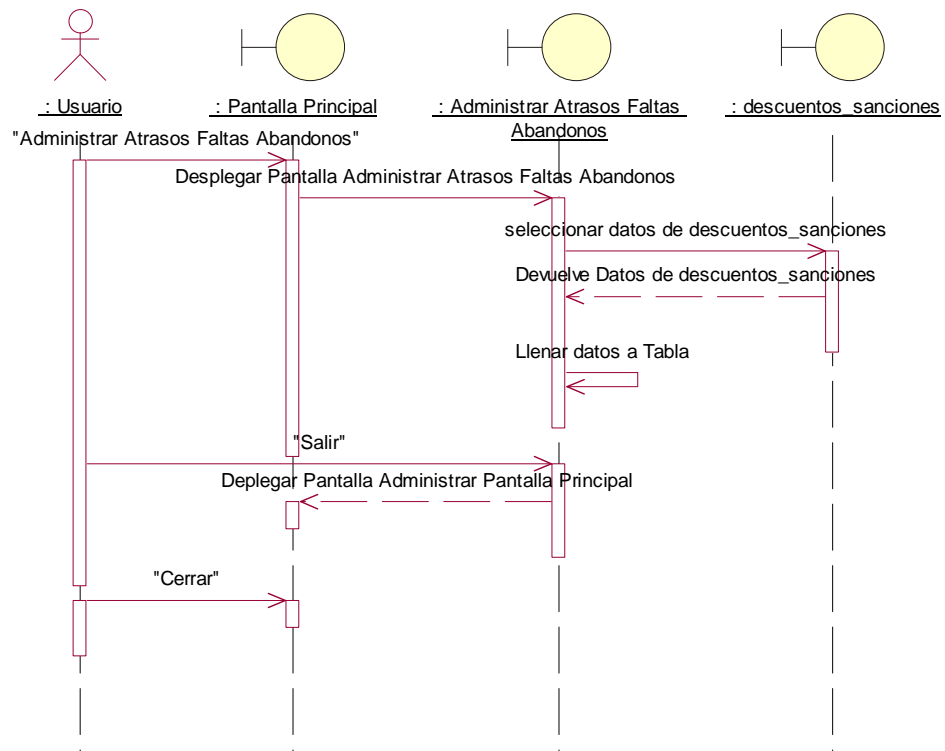 : Usuario
: Pantalla Principal
: Administrar Atrasos Faltas
Abandonos
: descuentos_sanciones
"Administrar Atrasos Faltas Abandonos"
Desplegar Pantalla Administrar Atrasos Faltas Abandonos
seleccionar datos de descuentos_sanciones
Devuelve Datos de descuentos_sanciones
Llenar datos a Tabla
"Salir"
Deplegar Pantalla Administrar Pantalla Principal
"Cerrar"